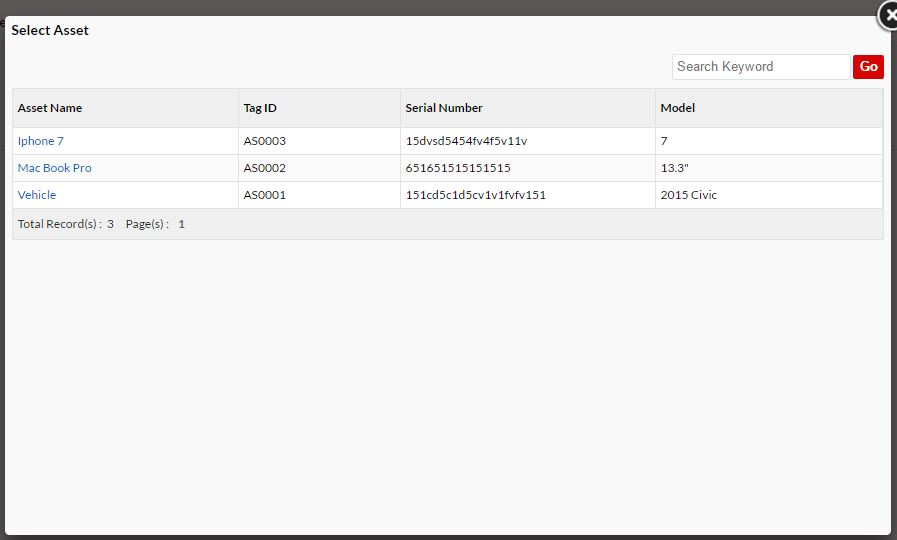 Select Asset
Search Keyword Go
Asset Name Tag ID Serial Number Model
Iphone 7 AS0003 15dvsd5454fv4f5v11v 7
Mac Book Pro AS0002 651651515151515 13.3"
Vehicle AS0001 151cd5c1d5cv1v1fvfv151 2015 Civic
Total Record(s) : 3 Page(s) : 1